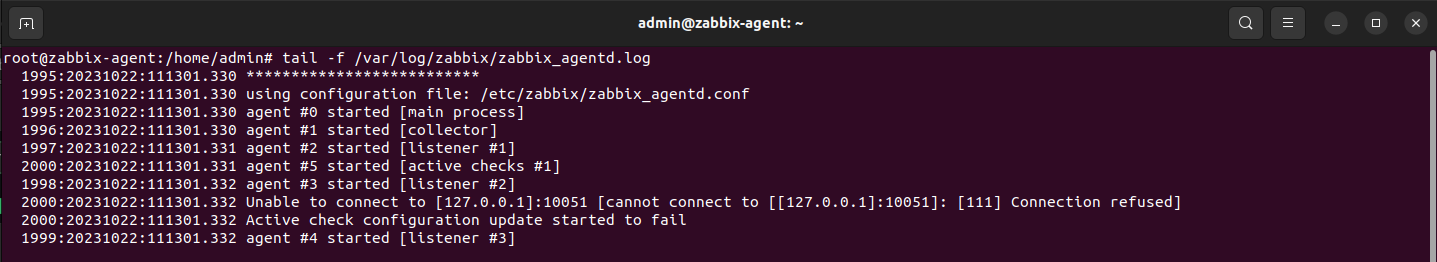 admin@zabbix-agent: ~
root@zabbix-agent:/home/admin# tail -f /var/log/zabbix/zabbix_agentd.log
1995:20231022:111301.330 **************************
1995:20231022:111301.330 using configuration file: /etc/zabbix/zabbix_agentd.conf
1995:20231022:111301.330 agent #0 started [main process]
1996:20231022:111301.330 agent #1 started [collector]
1997:20231022:111301.331 agent #2 started [listener #1]
2000:20231022:111301.331 agent #5 started [active checks #1]
1998:20231022:111301.332 agent #3 started [listener #2]
2000:20231022:111301.332 Unable to connect to [127.0.0.1]:10051 [cannot connect to [[127.0.0.1]:10051]: [111] Connection refused]
2000:20231022:111301.332 Active check configuration update started to fail
1999:20231022:111301.332 agent #4 started [listener #3]